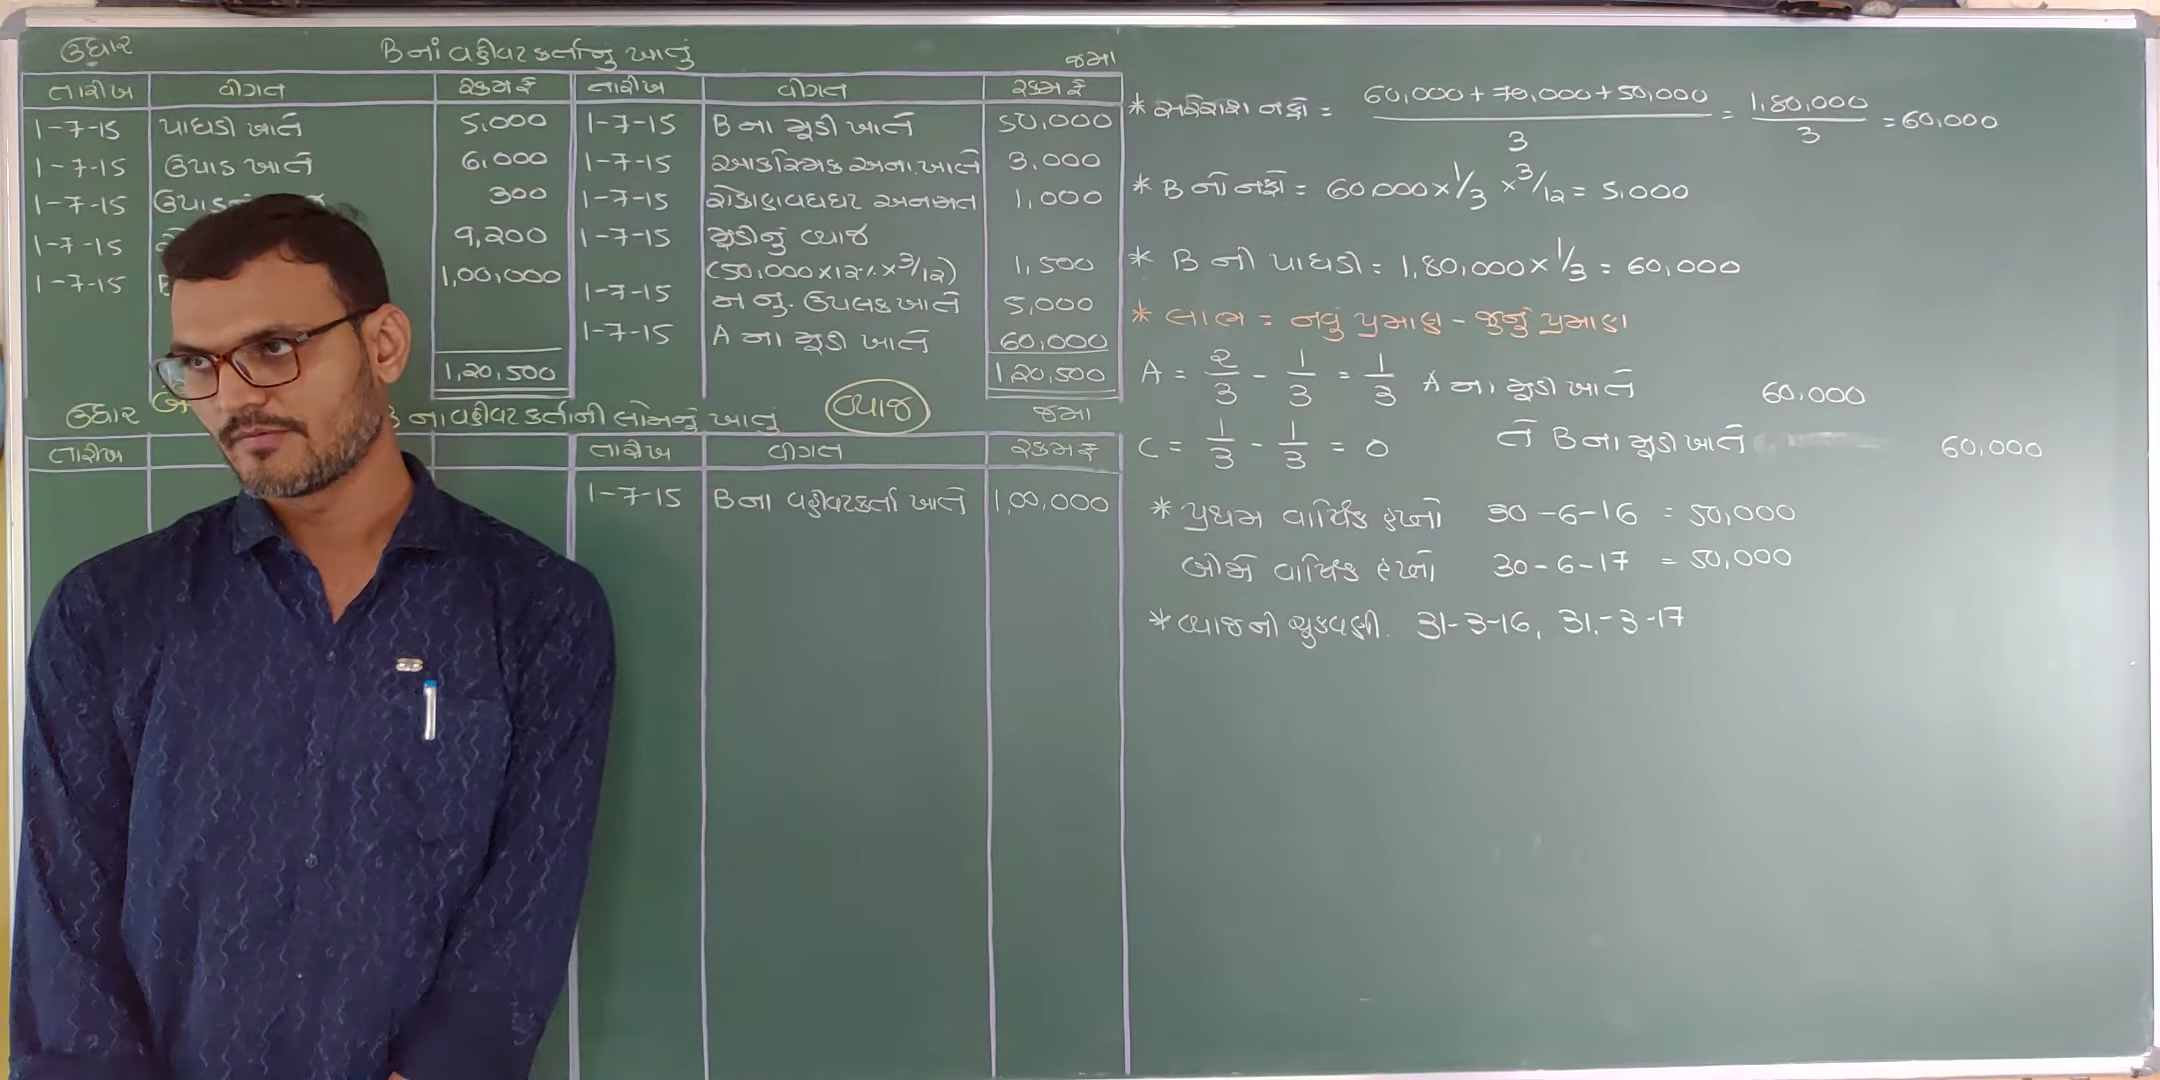 ઉધાર Bનાં વહીવટકર્તાનું ખાતું જમા
તારીખ વીગત રકમ ₹ તારીખ વીગત રકમ ₹
1-7-15 પાઘડી ખાતે 5,000 1-7-15 B ના મૂડી ખાતે 50,000
1-7-15 ઉપાડ ખાતે 6,000 1-7-15 આકસ્મિક અના. ખાતે 3,000
1-7-15 300 1-7-15 રોકાણ વધઘટ અનામત 1,000
1-7-15 9,200 1-7-15 મૂડીનું વ્યાજ
(50,000×12%×3/12) 1,500
1-7-15 1,00,000 1-7-15 ન.નુ. ઉપલક ખાતે 5,000
1-7-15 A ના મૂડી ખાતે 60,000
1,20,500 1,20,500
ઉધાર ના વહીવટકર્તાની લોનનું ખાતું વ્યાજ જમા
તારીખ તારીખ વીગત રકમ ₹
1-7-15 Bના વહીવટકર્તા ખાતે 1,00,000
* સરેરાશ નફો = 60,000+70,000+50,000 / 3 = 1,80,000 / 3 = 60,000
* B નો નફો = 60,000 × 1/3 × 3/12 = 5,000
* B ની પાઘડી = 1,80,000 × 1/3 = 60,000
* લાભ = નવું પ્રમાણ - જુનું પ્રમાણ
A = 2/3 - 1/3 = 1/3 A ના મૂડી ખાતે 60,000
C = 1/3 - 1/3 = 0 તે B ના મૂડી ખાતે 60,000
* પ્રથમ વાર્ષિક હપ્તો 30-6-16 = 50,000
બીજો વાર્ષિક હપ્તો 30-6-17 = 50,000
* વ્યાજની ચુકવણી. 31-3-16, 31-3-17